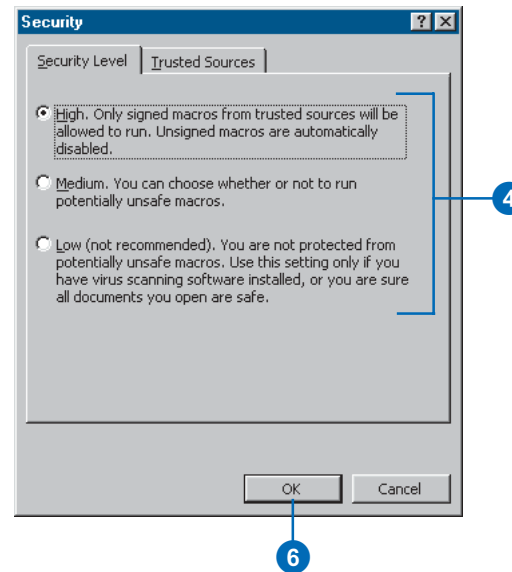 Security
? X
Security Level
Trusted Sources
High. Only signed macros from trusted sources will be
allowed to run. Unsigned macros are automatically
disabled.
Medium. You can choose whether or not to run
potentially unsafe macros.
Low (not recommended). You are not protected from
potentially unsafe macros. Use this setting only if you
have virus scanning software installed, or you are sure
all documents you open are safe.
4
OK
Cancel
6